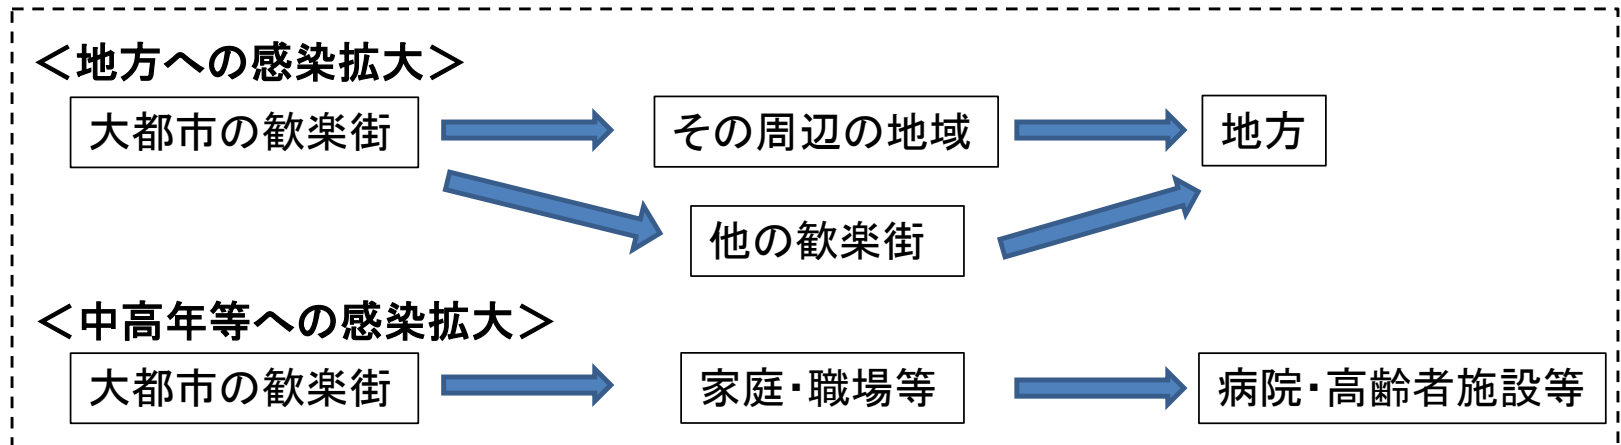 ＜地方への感染拡大＞
大都市の歓楽街
その周辺の地域
地方
他の歓楽街
＜中高年等への感染拡大＞
大都市の歓楽街
家庭・職場等
病院・高齢者施設等